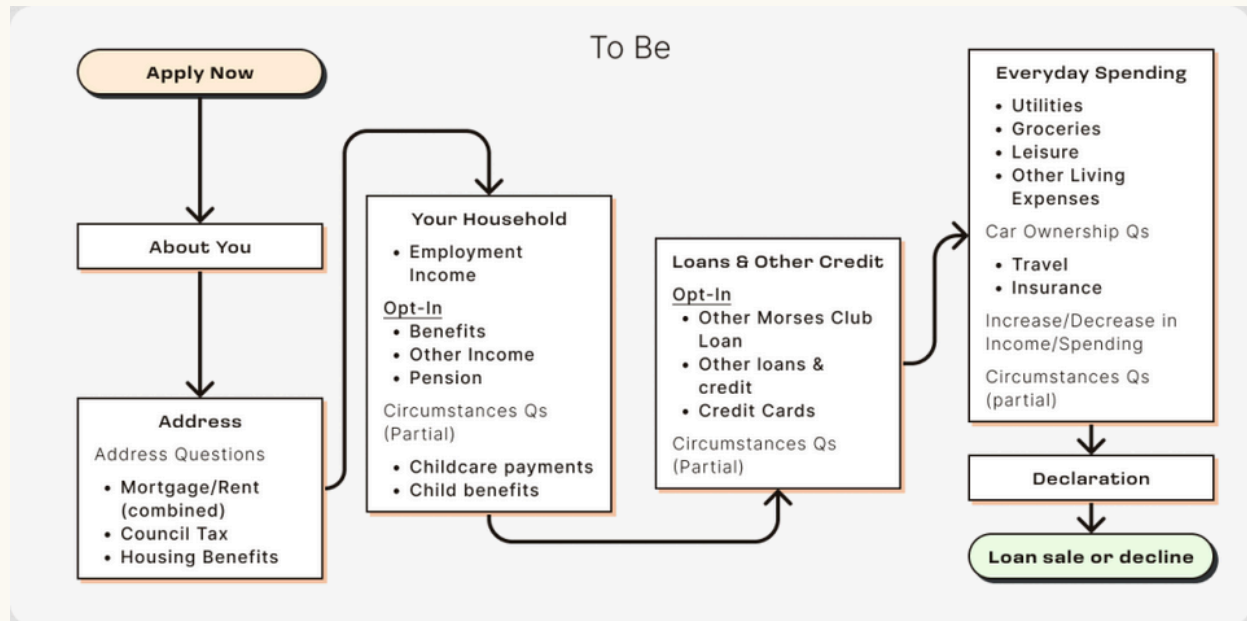 To Be
Apply Now
About You
Address
Address Questions
• Mortgage/Rent
(combined)
• Council Tax
• Housing Benefits
Your Household
• Employment
Income
Opt-In
• Benefits
• Other Income
• Pension
Circumstances Qs
(Partial)
• Childcare payments
• Child benefits
Loans & Other Credit
Opt-In
• Other Morses Club
Loan
• Other loans &
credit
• Credit Cards
Circumstances Qs
(Partial)
Everyday Spending
• Utilities
• Groceries
• Leisure
• Other Living
Expenses
Car Ownership Qs
• Travel
• Insurance
Increase/Decrease in
Income/Spending
Circumstances Qs
(partial)
Declaration
Loan sale or decline